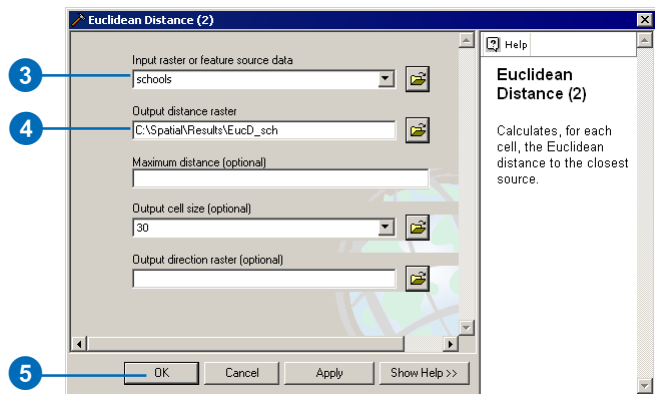 Euclidean Distance (2)
3
Input raster or feature source data
schools
4
Output distance raster
C:\Spatial\Results\EucD_sch
Maximum distance (optional)
Output cell size (optional)
30
Output direction raster (optional)
5
OK
Cancel
Apply
Show Help >>
Help
Euclidean
Distance (2)
Calculates, for each
cell, the Euclidean
distance to the closest
source.